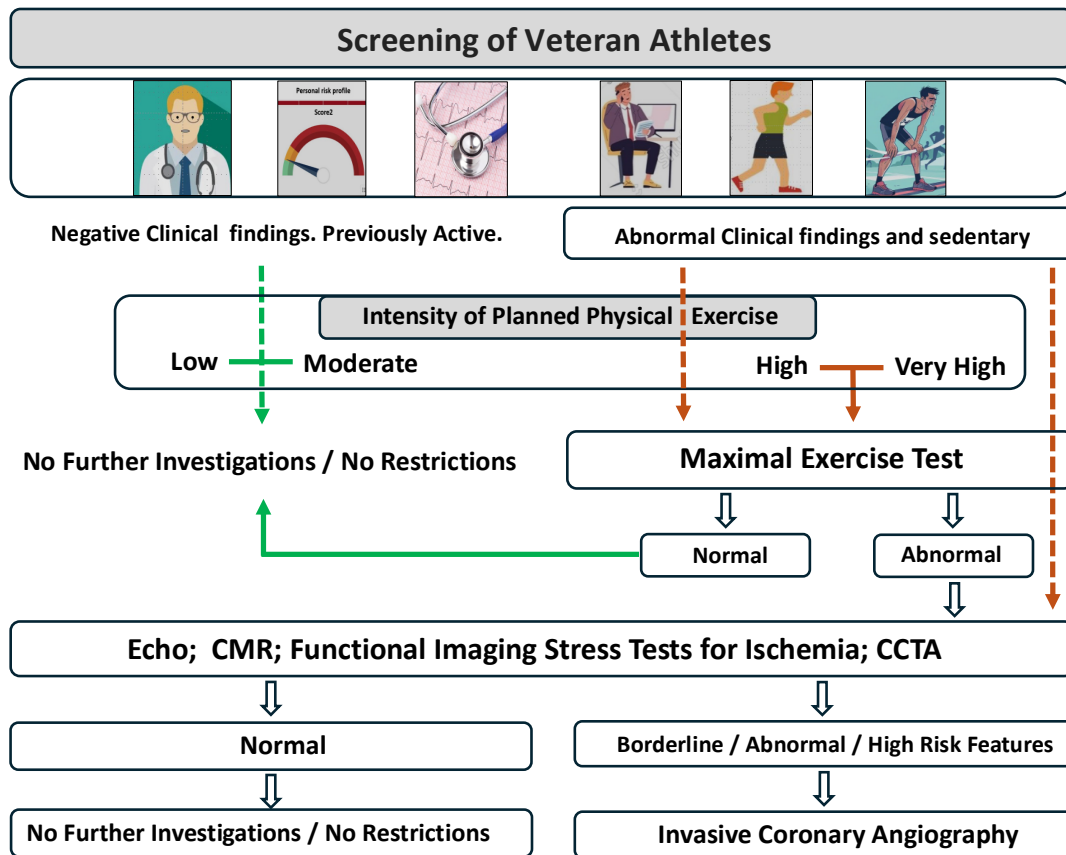 Screening of Veteran Athletes
Personal risk profile
Score2
Negative Clinical findings. Previously Active.
Abnormal Clinical findings and sedentary
Intensity of Planned Physical Exercise
Low
Moderate
High
Very High
No Further Investigations / No Restrictions
Maximal Exercise Test
Normal
Abnormal
Echo; CMR; Functional Imaging Stress Tests for Ischemia; CCTA
Normal
Borderline / Abnormal / High Risk Features
No Further Investigations / No Restrictions
Invasive Coronary Angiography